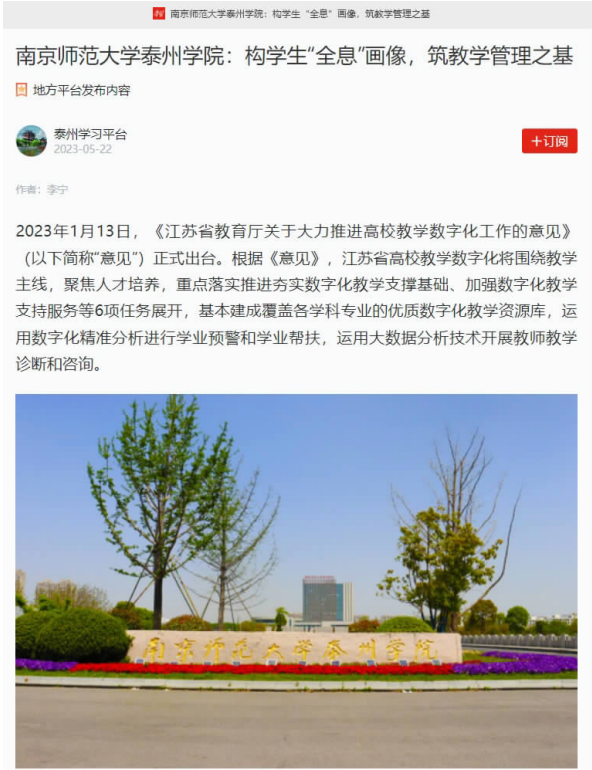 南京师范大学泰州学院：构学生“全息”画像，筑教学管理之基
南京师范大学泰州学院：构学生“全息”画像，筑教学管理之基
地方平台发布内容
泰州学习平台
2023-05-22
＋订阅
作者：李宁
2023年1月13日，《江苏省教育厅关于大力推进高校教学数字化工作的意见》
（以下简称“意见”）正式出台。根据《意见》，江苏省高校教学数字化将围绕教学
主线，聚焦人才培养，重点落实推进夯实数字化教学支撑基础、加强数字化教学
支持服务等6项任务展开，基本建成覆盖各学科专业的优质数字化教学资源库，运
用数字化精准分析进行学业预警和学业帮扶，运用大数据分析技术开展教师教学
诊断和咨询。
南京师范大学泰州学院